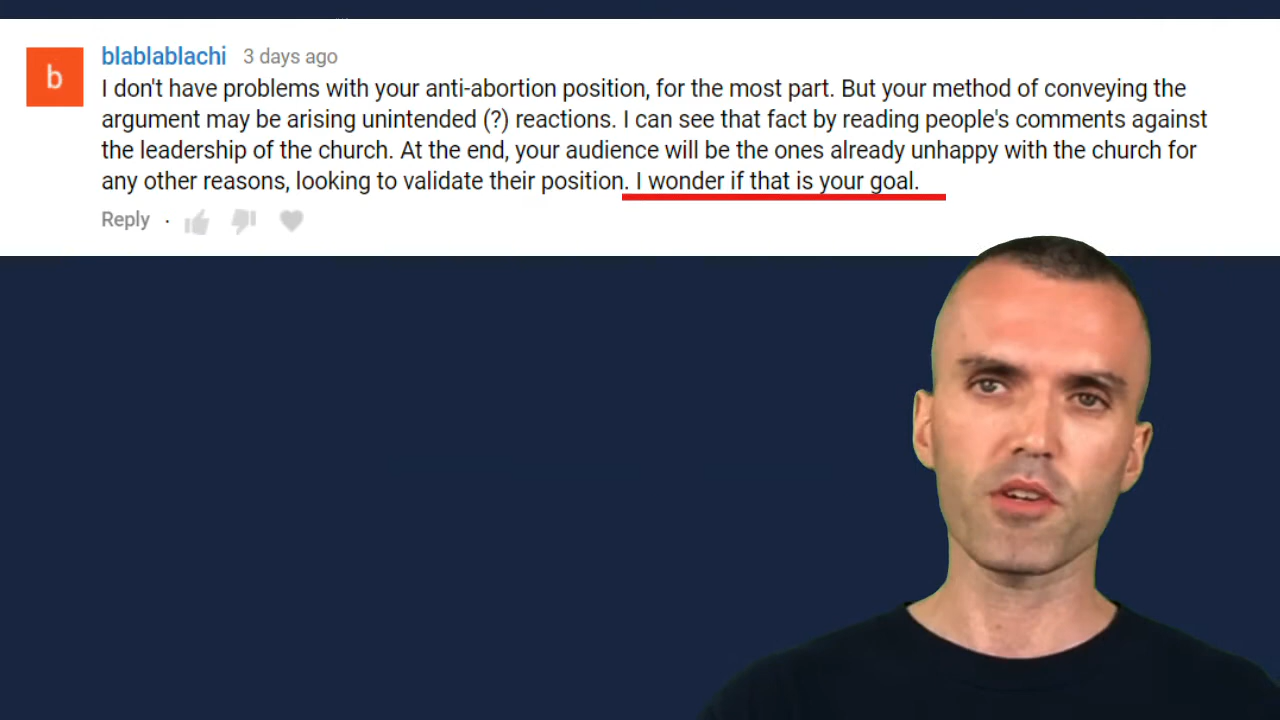 b
blablablachi 3 days ago
I don't have problems with your anti-abortion position, for the most part. But your method of conveying the
argument may be arising unintended (?) reactions. I can see that fact by reading people's comments against
the leadership of the church. At the end, your audience will be the ones already unhappy with the church for
any other reasons, looking to validate their position. I wonder if that is your goal.
Reply ·